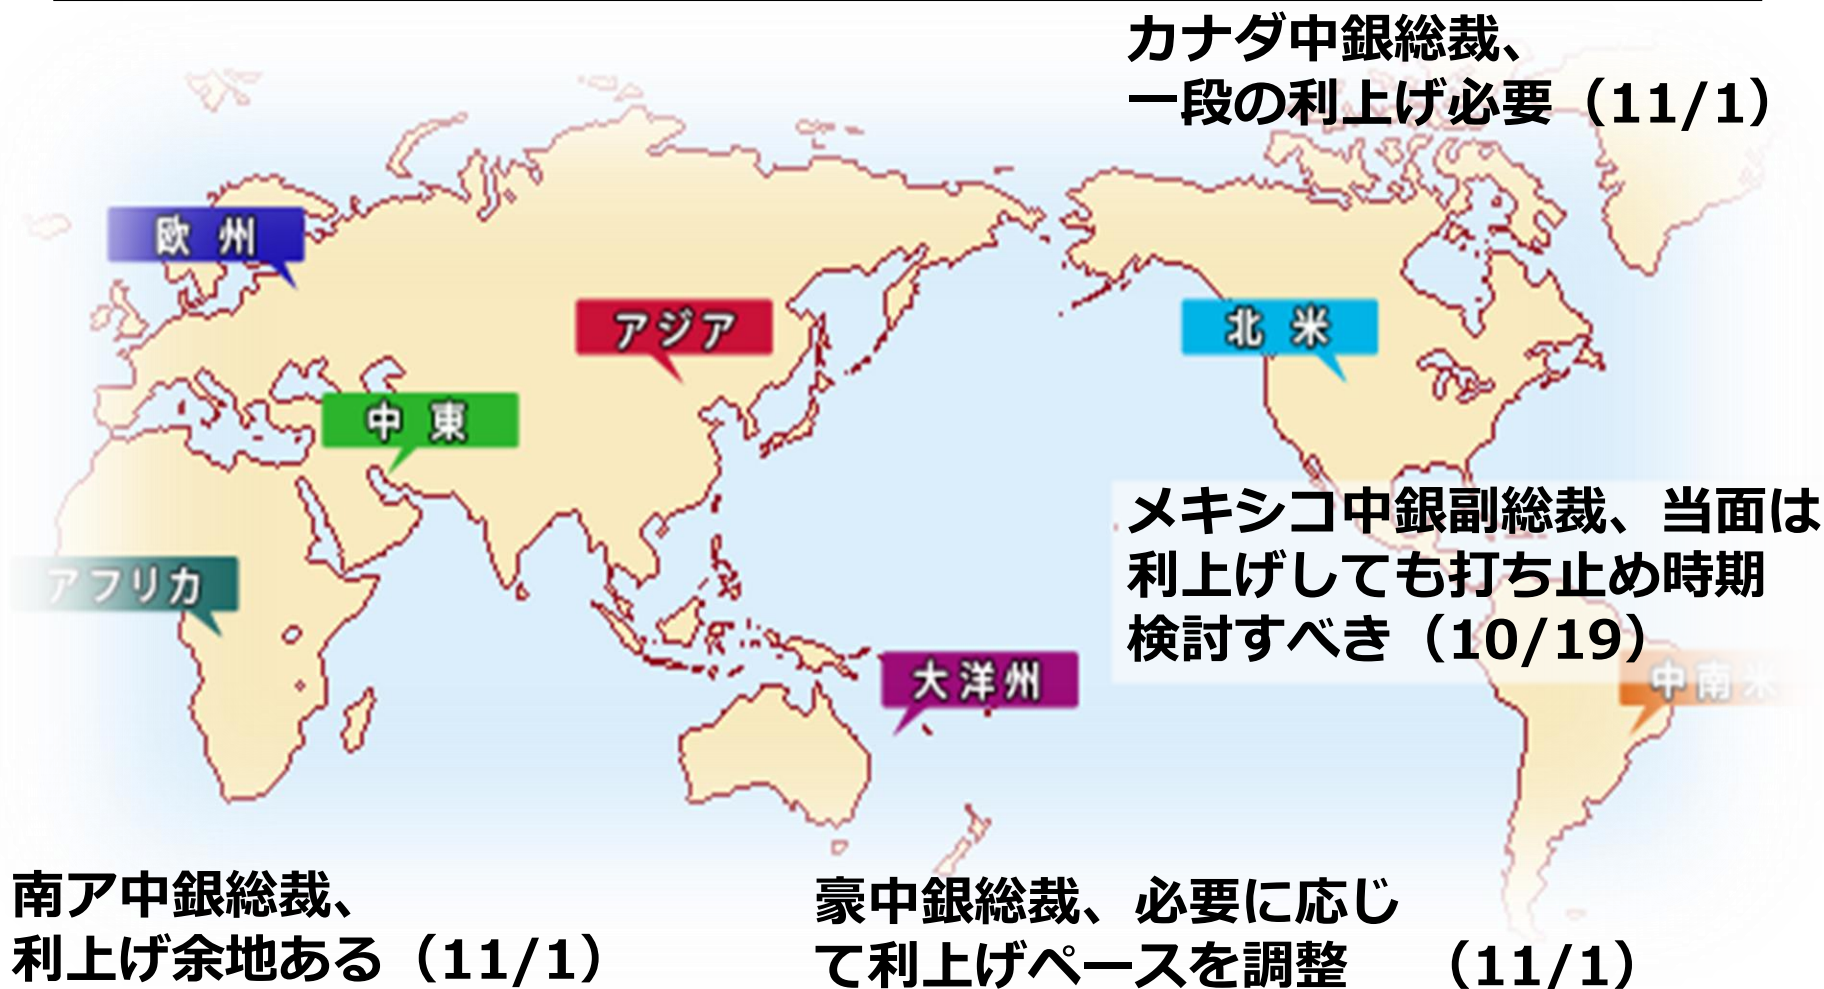 カナダ中銀総裁、
一段の利上げ必要（11/1）
欧州
アジア
北米
中東
メキシコ中銀副総裁、当面は
利上げしても打ち止め時期
検討すべき（10/19）
アフリカ
大洋州
中南米
南ア中銀総裁、
利上げ余地ある（11/1）
豪中銀総裁、必要に応じ
て利上げペースを調整　（11/1）